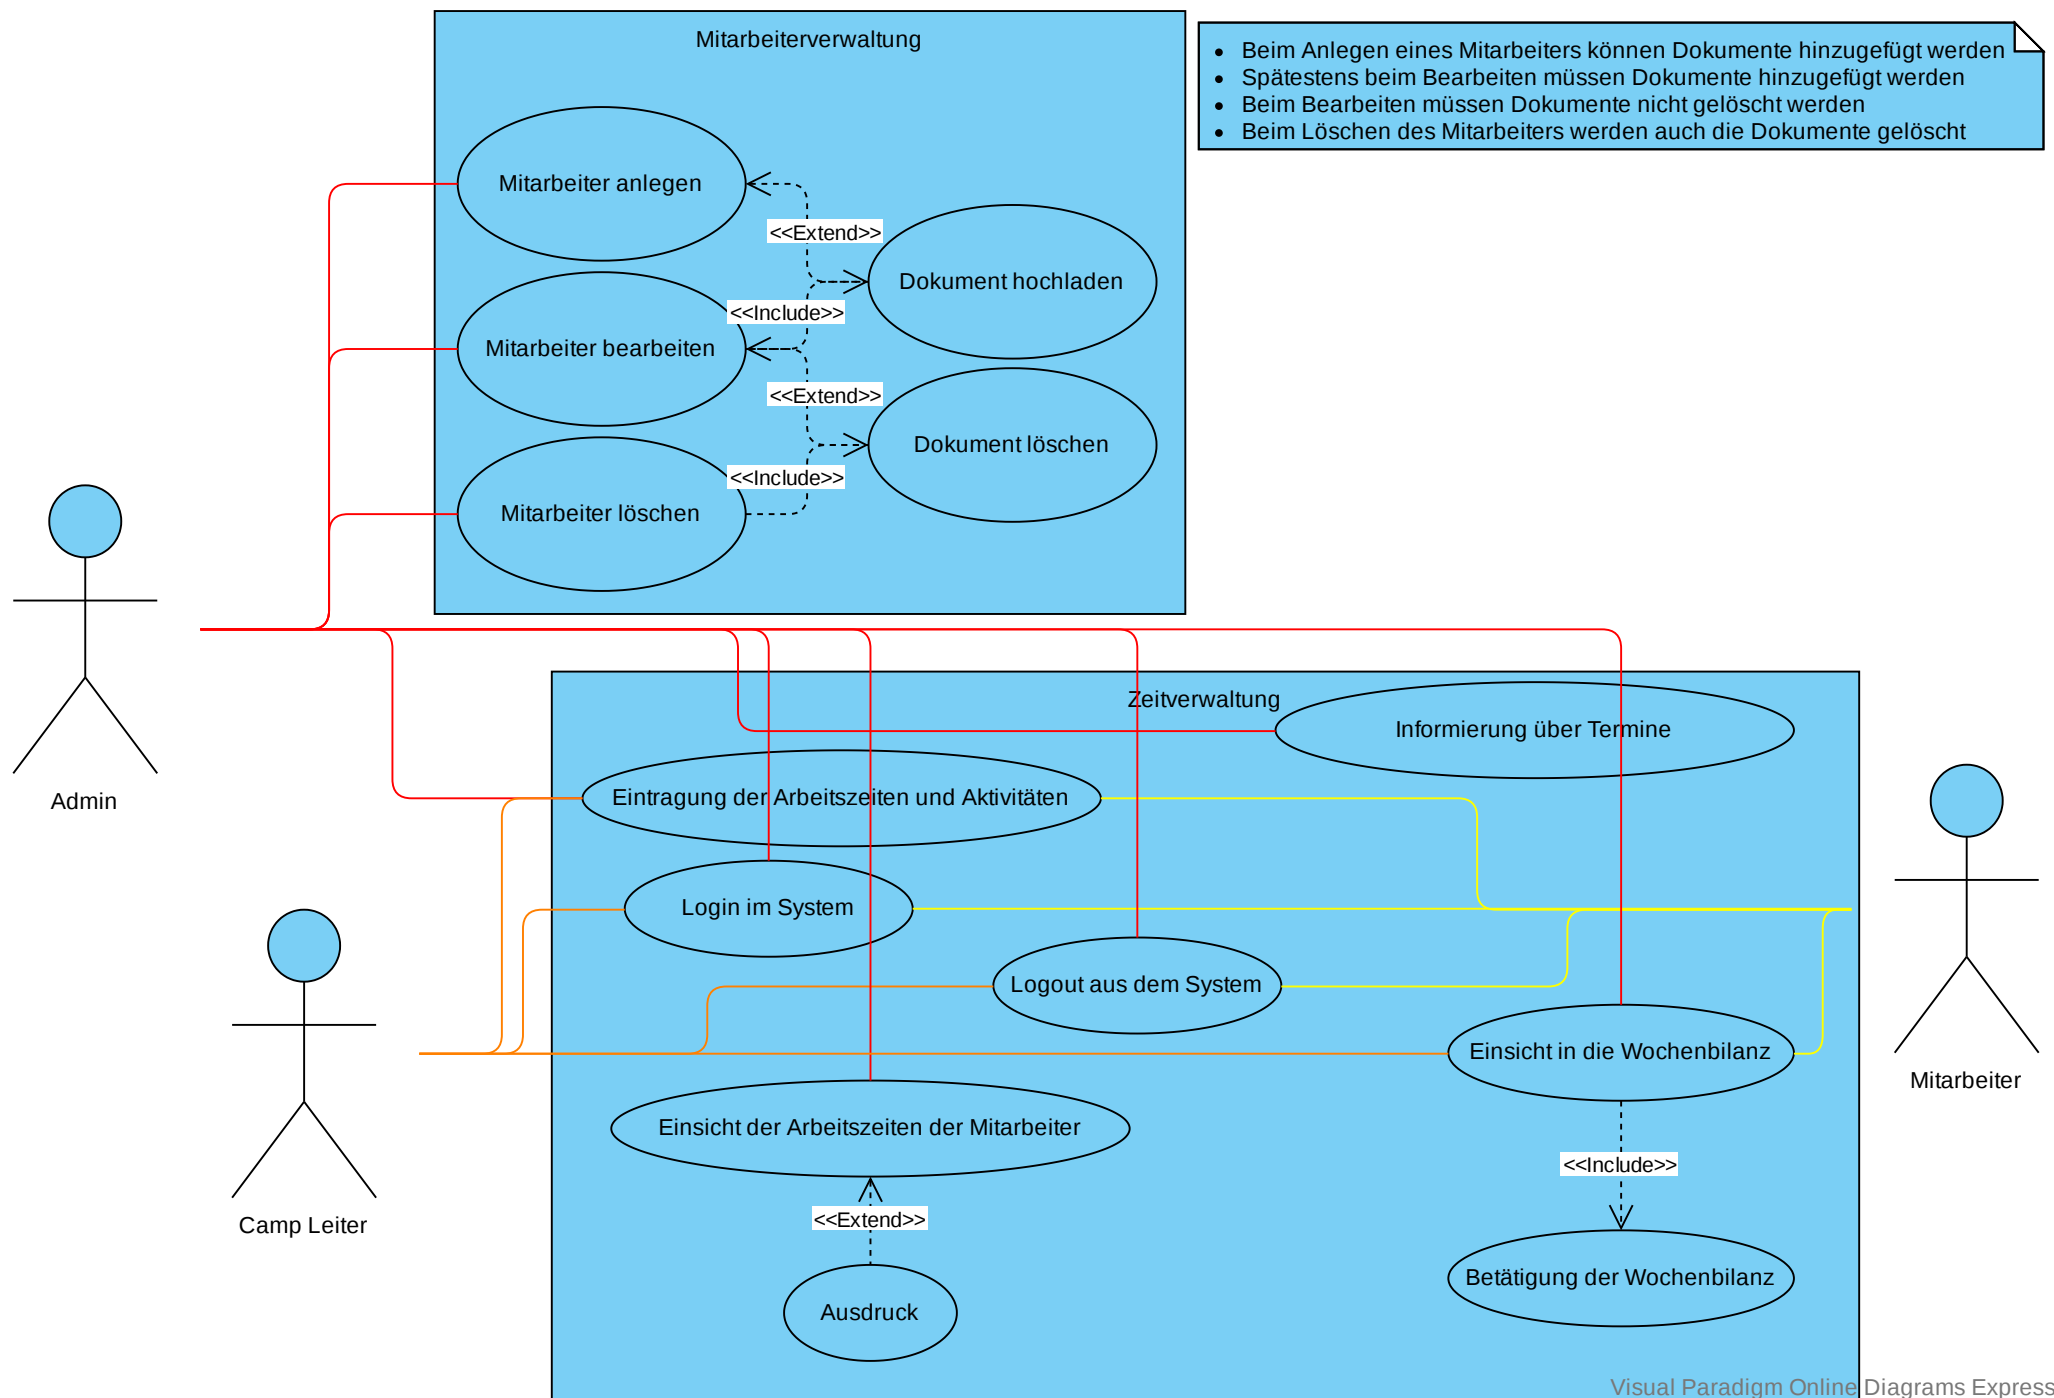 Mitarbeiterverwaltung
• Beim Anlegen eines Mitarbeiters können Dokumente hinzugefügt werden
• Spätestens beim Bearbeiten müssen Dokumente hinzugefügt werden
• Beim Bearbeiten müssen Dokumente nicht gelöscht werden
• Beim Löschen des Mitarbeiters werden auch die Dokumente gelöscht
Mitarbeiter anlegen
<<Extend>>
Dokument hochladen
<<Include>>
Mitarbeiter bearbeiten
<<Extend>>
Dokument löschen
<<Include>>
Mitarbeiter löschen
Admin
Zeitverwaltung
Informierung über Termine
Eintragung der Arbeitszeiten und Aktivitäten
Login im System
Logout aus dem System
Einsicht in die Wochenbilanz
Mitarbeiter
Einsicht der Arbeitszeiten der Mitarbeiter
<<Include>>
Camp Leiter
<<Extend>>
Betätigung der Wochenbilanz
Ausdruck
Visual Paradigm Online Diagrams Express